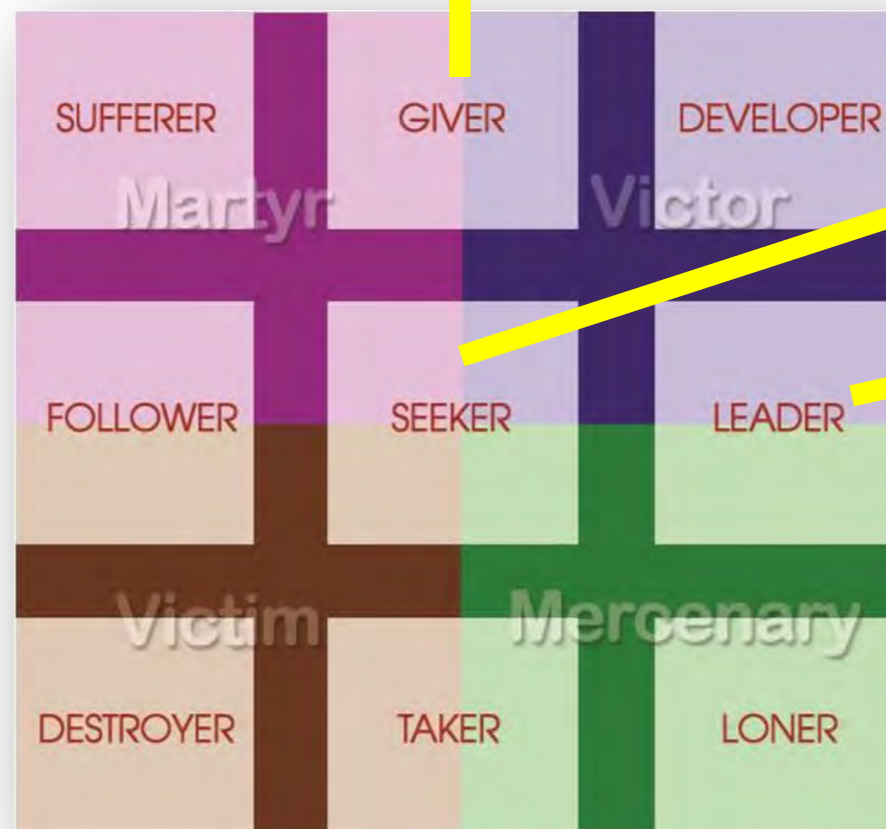 SUFFERER GIVER DEVELOPER
Martyr Victor
FOLLOWER SEEKER LEADER
Victim Mercenary
DESTROYER TAKER LONER